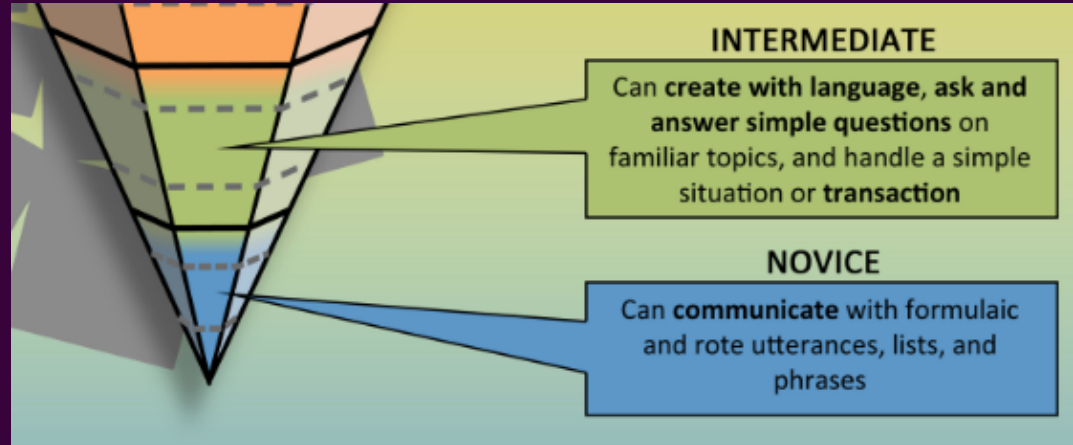 INTERMEDIATE
Can create with language, ask and
answer simple questions on
familiar topics, and handle a simple
situation or transaction
NOVICE
Can communicate with formulaic
and rote utterances, lists, and
phrases